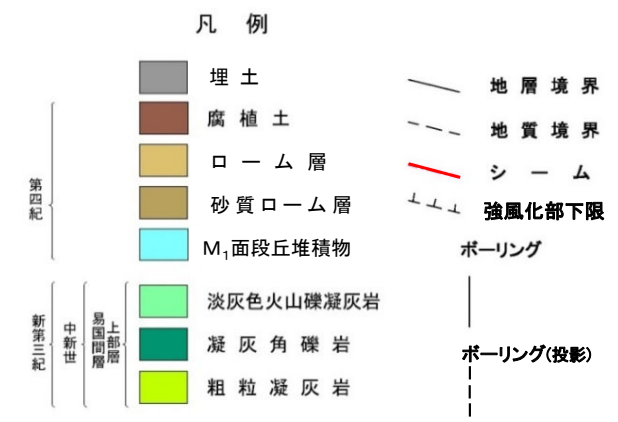 凡例
埋土
腐植土
ローム層
砂質ローム層
M1面段丘堆積物
第四紀
淡灰色火山礫凝灰岩
凝灰角礫岩
粗粒凝灰岩
新第三紀
中新世
易国間層
上部層
地層境界
地質境界
シーム
強風化部下限
ボーリング
ボーリング(投影)